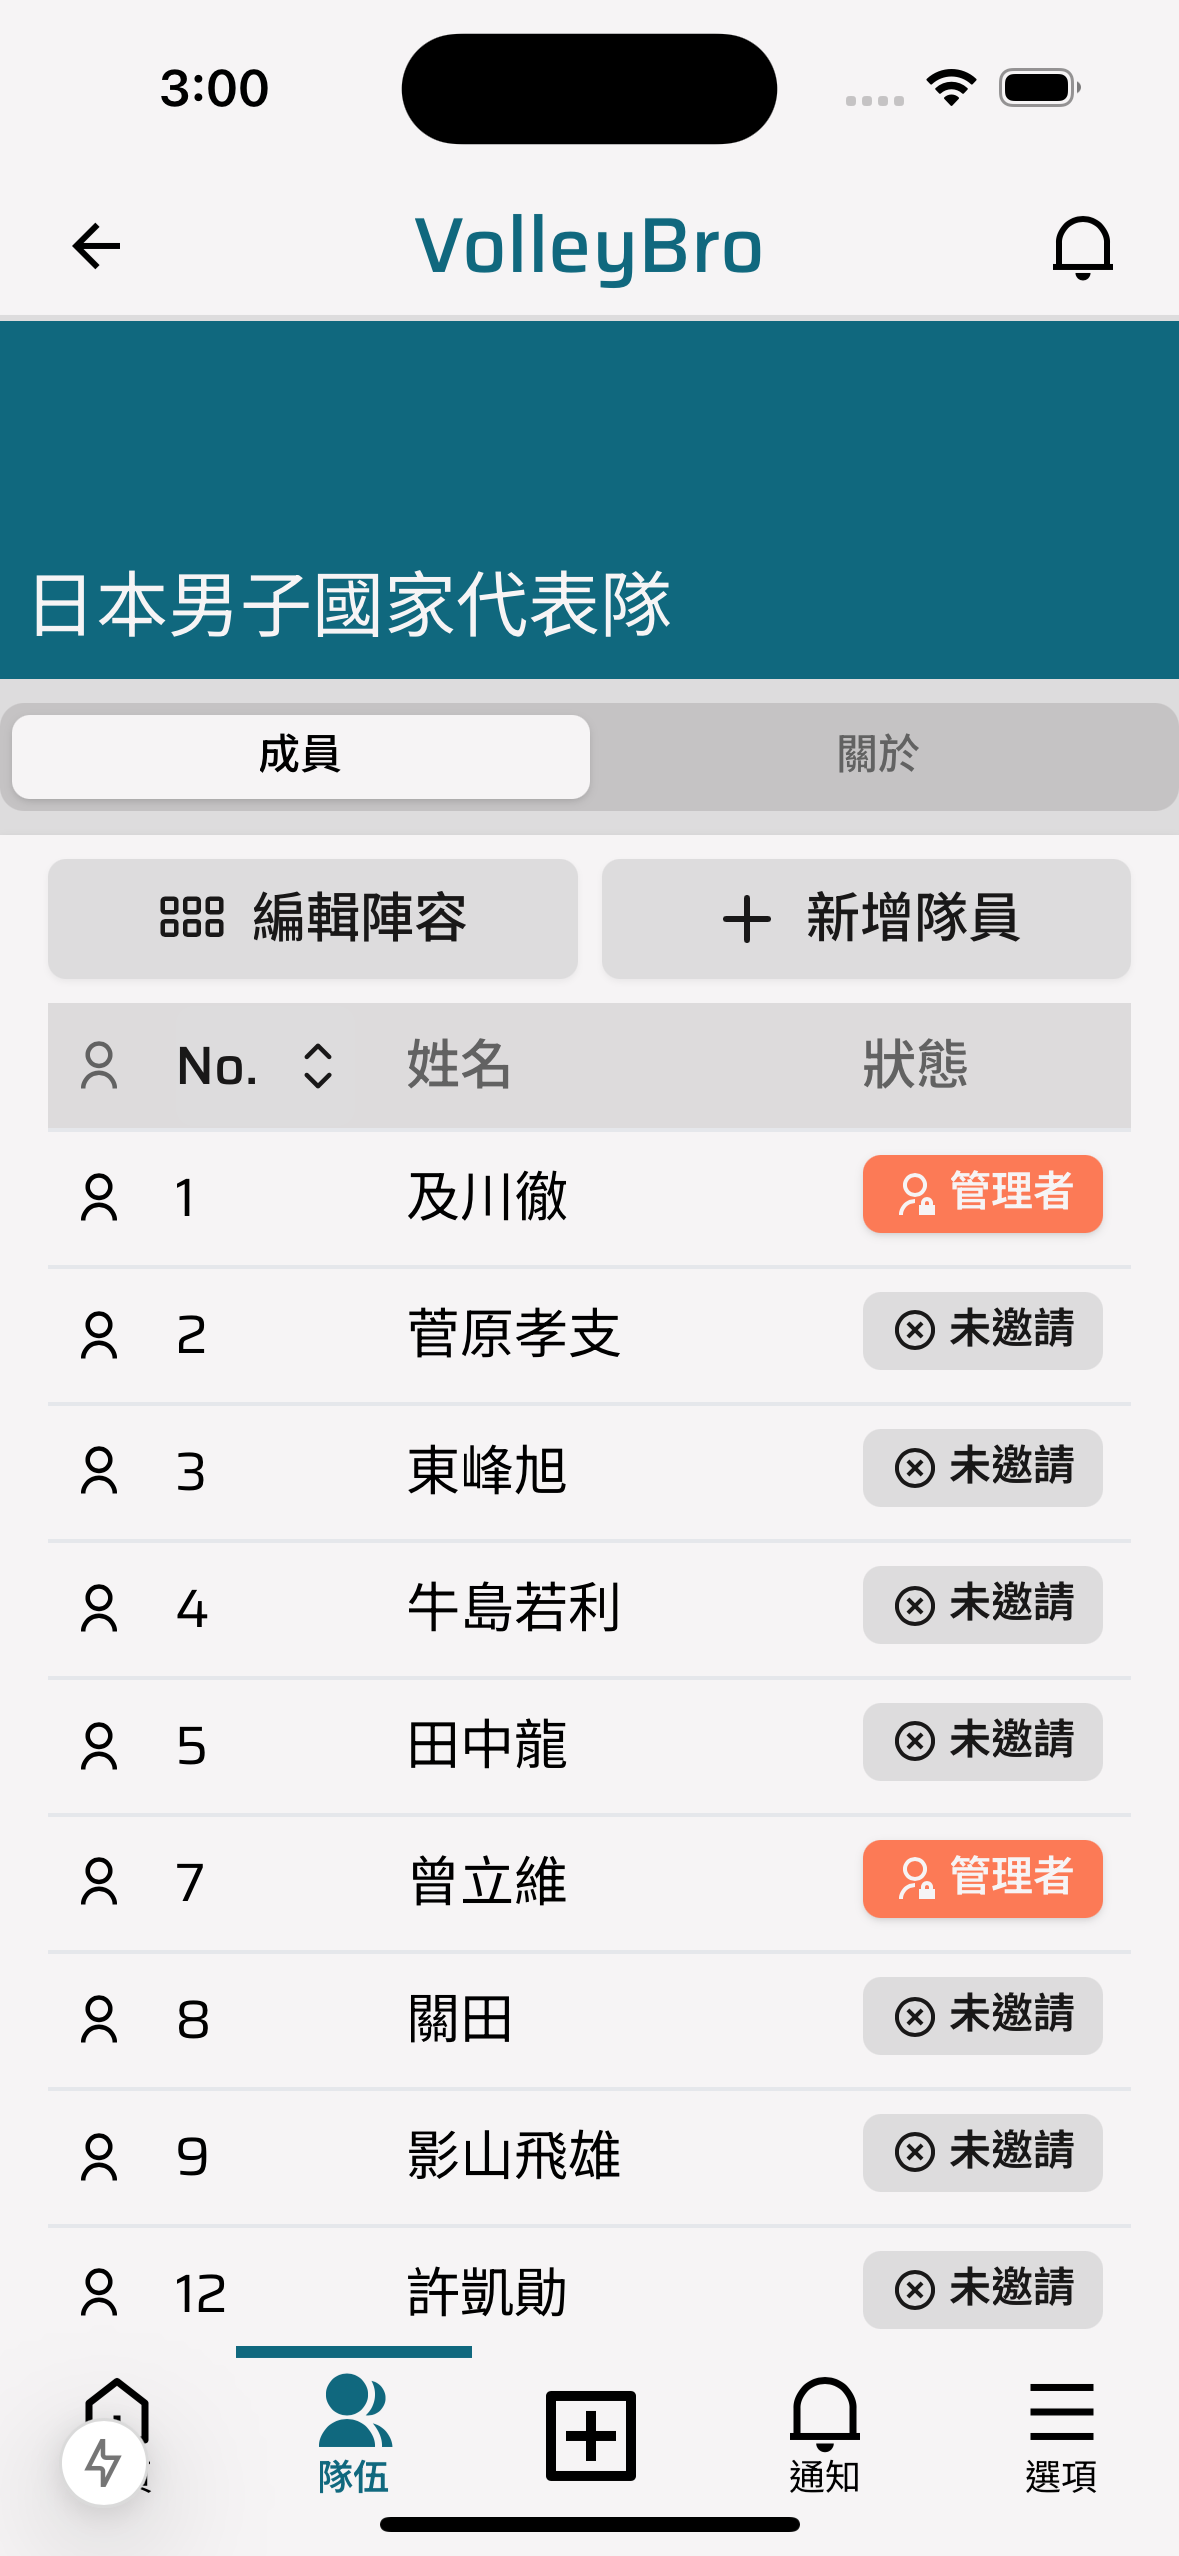 3:00
VolleyBro
日本男子國家代表隊
成員 關於
編輯陣容 新增隊員
No. 姓名 狀態
1 及川徹 管理者
2 菅原孝支 未邀請
3 東峰旭 未邀請
4 牛島若利 未邀請
5 田中龍 未邀請
7 曾立維 管理者
8 關田 未邀請
9 影山飛雄 未邀請
12 許凱勛 未邀請
隊伍 通知 選項